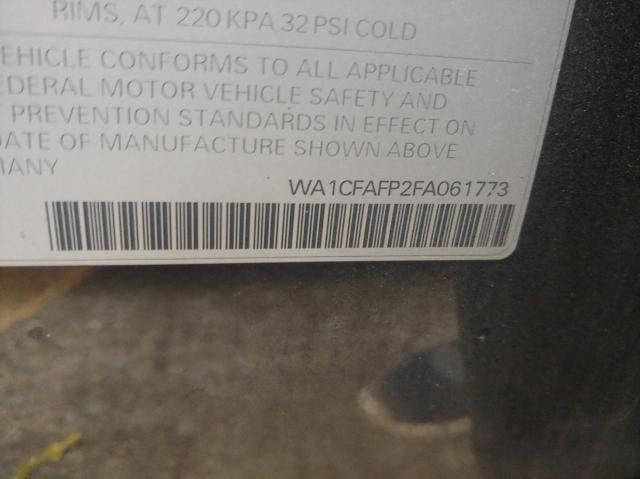 RIMS, AT 220 KPA 32 PSI COLD
EHICLE CONFORMS TO ALL APPLICABLE
EDERAL MOTOR VEHICLE SAFETY AND
PREVENTION STANDARDS IN EFFECT ON
DATE OF MANUFACTURE SHOWN ABOVE
MANY
WA1CFAFP2FA061773